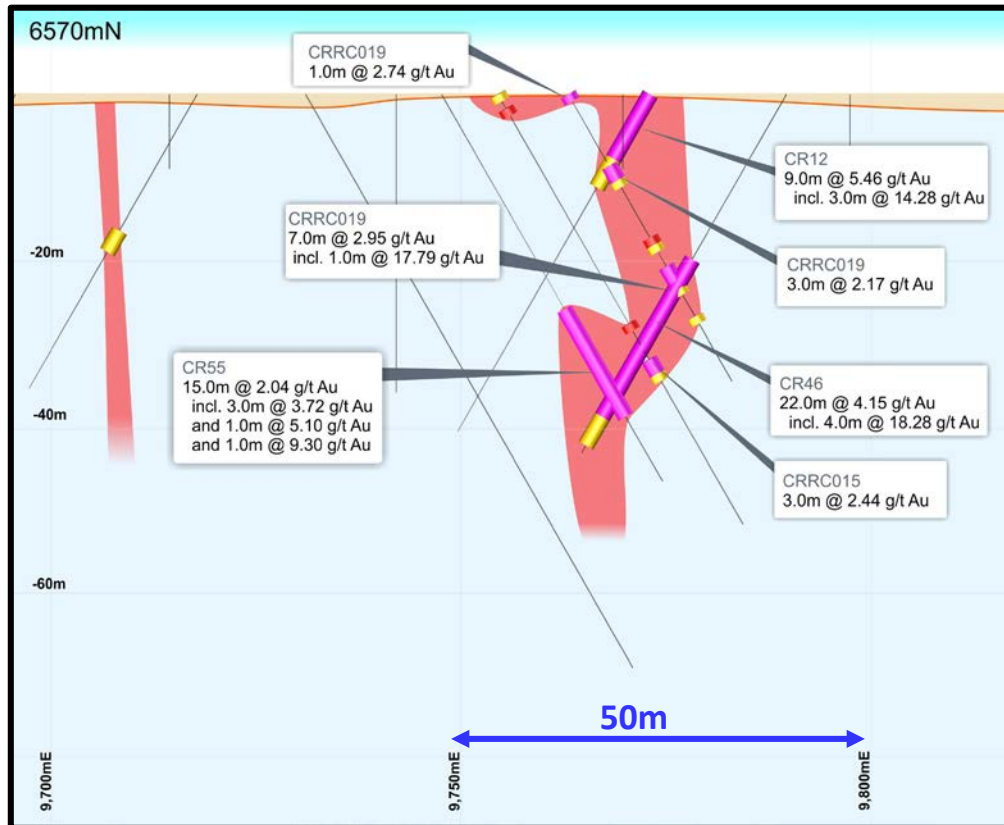 6570mN
CRRC019
1.0m @ 2.74 g/t Au
CR12
9.0m @ 5.46 g/t Au
incl. 3.0m @ 14.28 g/t Au
CRRC019
7.0m @ 2.95 g/t Au
incl. 1.0m @ 17.79 g/t Au
CRRC019
3.0m @ 2.17 g/t Au
-20m
CR55
15.0m @ 2.04 g/t Au
incl. 3.0m @ 3.72 g/t Au
and 1.0m @ 5.10 g/t Au
and 1.0m @ 9.30 g/t Au
CR46
22.0m @ 4.15 g/t Au
incl. 4.0m @ 18.28 g/t Au
-40m
CRRC015
3.0m @ 2.44 g/t Au
-60m
50m
9,700mE
9,750mE
9,800mE